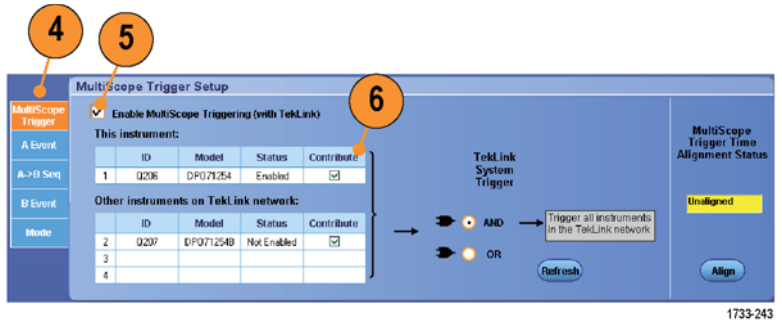 4
5
6
MultiScope Trigger Setup
MultiScope
Trigger
A Event
A->B Seq
B Event
Mode
Enable MultiScope Triggering (with TekLink)
This instrument:
ID Model Status Contribute
1 Q206 DPO71254 Enabled
Other instruments on TekLink network:
ID Model Status Contribute
2 Q207 DPO71254B Not Enabled
3
4
TekLink
System
Trigger
AND
OR
Trigger all instruments
in the TekLink network
Refresh
MultiScope
Trigger Time
Alignment Status
Unaligned
Align
1733-243